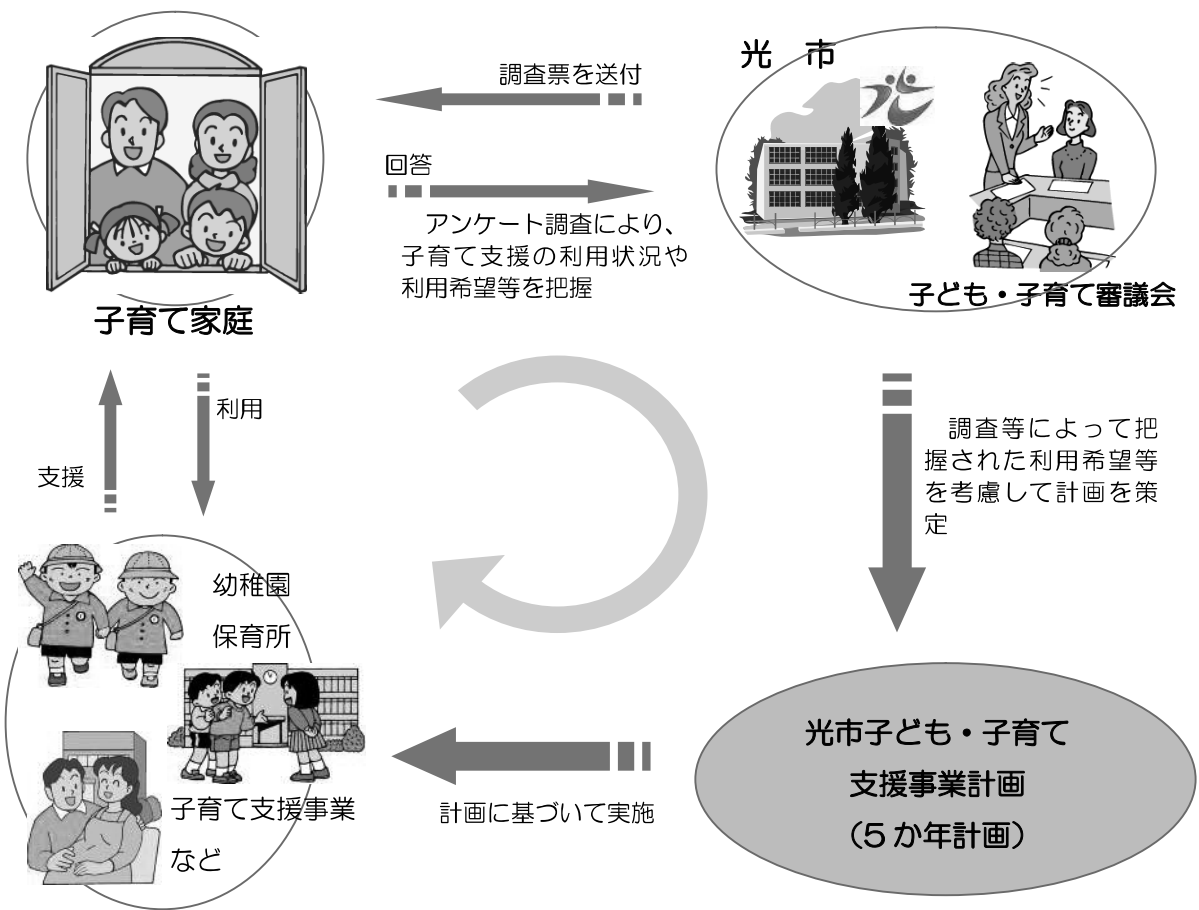 光　市
調査票を送付
回答
アンケート調査により、
子育て支援の利用状況や
利用希望等を把握
子育て家庭
子ども・子育て審議会
利用
支援
調査等によって把
握された利用希望等
を考慮して計画を策
定
幼稚園
保育所
子育て支援事業
など
計画に基づいて実施
光市子ども・子育て
支援事業計画
（５か年計画）